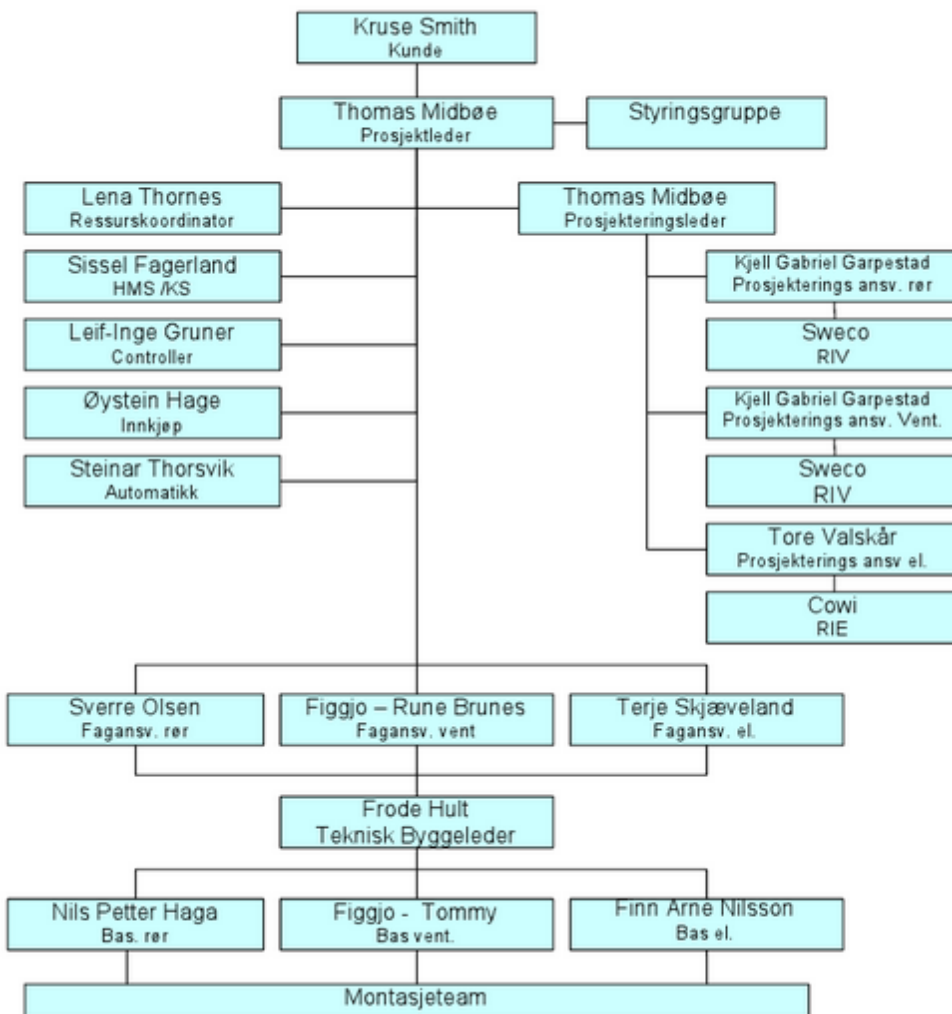 Kruse Smith
Kunde
Thomas Midbøe
Prosjektleder
Styringsgruppe
Lena Thornes
Ressurskoordinator
Thomas Midbøe
Prosjekteringsleder
Sissel Fagerland
HMS /KS
Kjell Gabriel Garpestad
Prosjekterings ansv. rør
Leif-Inge Gruner
Controller
Sweco
RIV
Øystein Hage
Innkjøp
Kjell Gabriel Garpestad
Prosjekterings ansv. Vent.
Steinar Thorsvik
Automatikk
Sweco
RIV
Tore Valskår
Prosjekterings ansv el.
Cowi
RIE
Sverre Olsen
Fagansv. rør
Figgjo – Rune Brunes
Fagansv. vent
Terje Skjæveland
Fagansv. el.
Frode Hult
Teknisk Byggeleder
Nils Petter Haga
Bas. rør
Figgjo - Tommy
Bas vent.
Finn Arne Nilsson
Bas el.
Montasjeteam